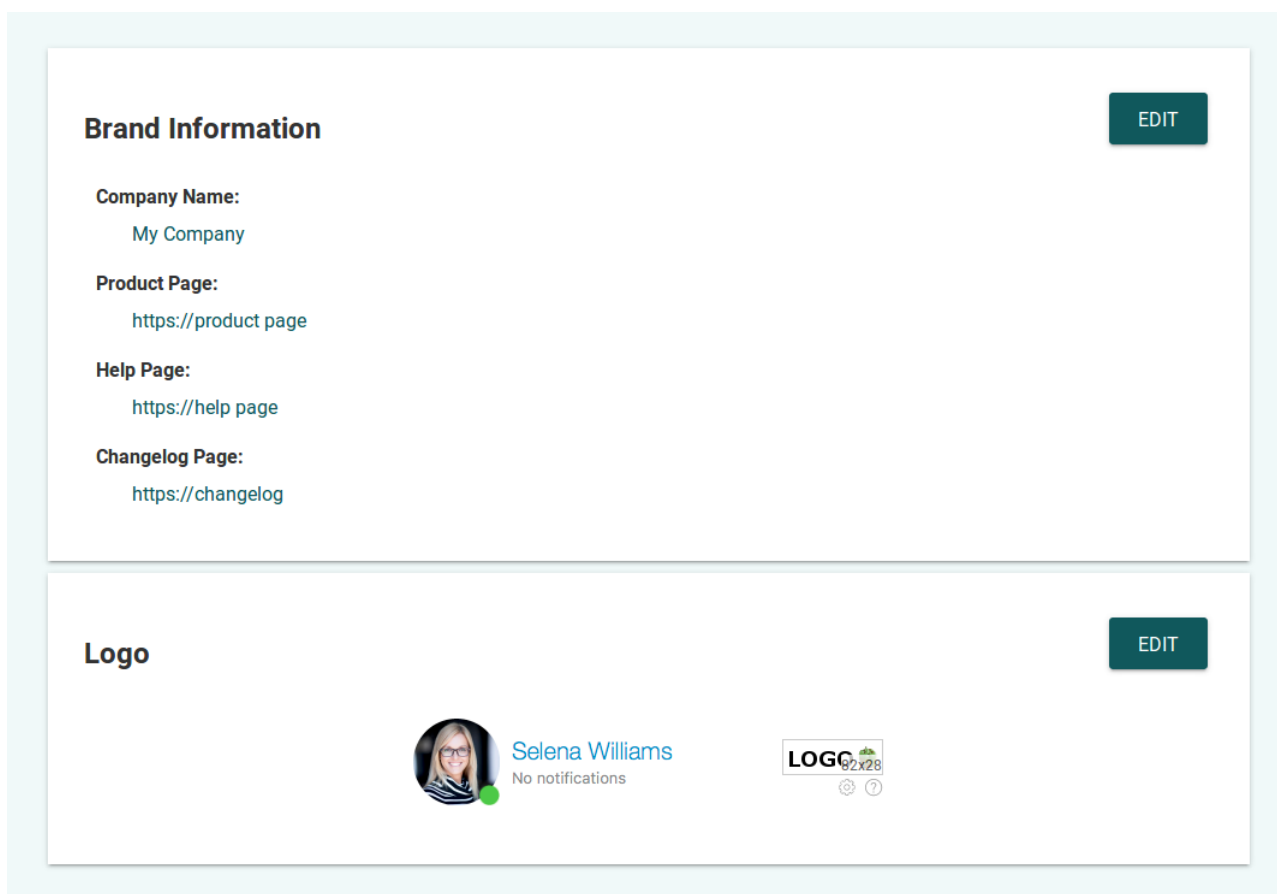 Brand Information
EDIT
Company Name:
My Company
Product Page:
https://product page
Help Page:
https://help page
Changelog Page:
https://changelog
Logo
EDIT
Selena Williams
No notifications
LOGO
82x28
?